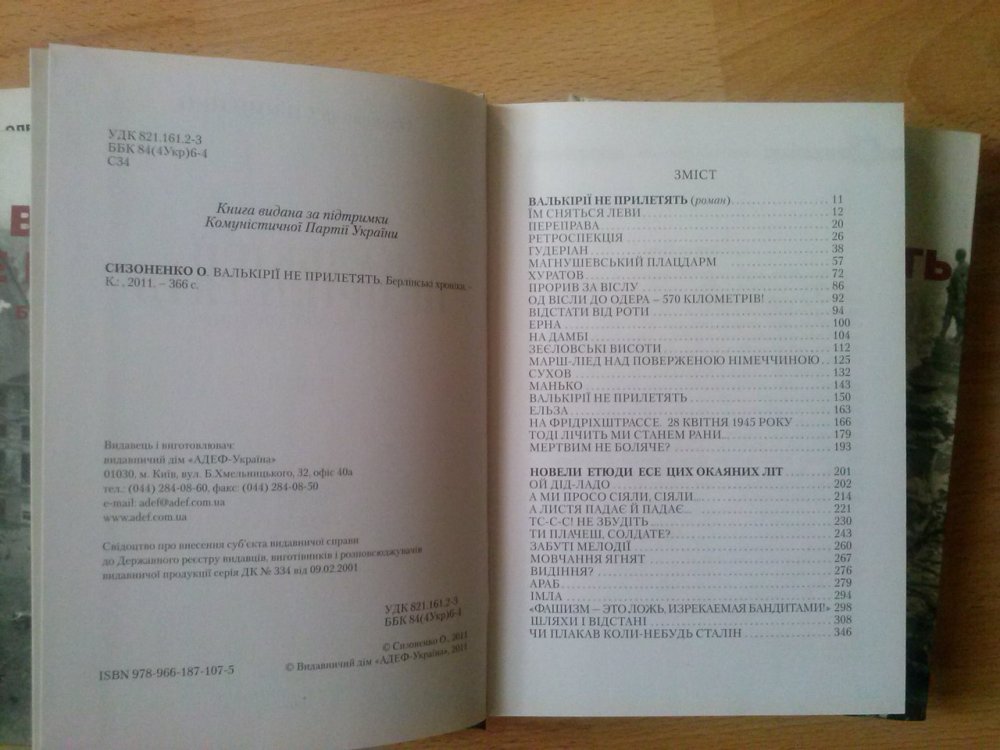 УДК 821.161.2-3
ББК 84(4Укр)6-4
С34
Книга видана за підтримки
Комуністичної Партії України
СИЗОНЕНКО О. ВАЛЬКІРІЇ НЕ ПРИЛЕТЯТЬ. Берлінські хроніки. –
К.: , 2011. – 366 с.
Видавець і виготовлювач:
видавничий дім «АДЕФ-Україна»
01030, м. Київ, вул. Б.Хмельницького, 32, офіс 40а
тел.: (044) 284-08-60, факс: (044) 284-08-50
e-mail: adef@adef.com.ua
www.adef.com.ua
Свідоцтво про внесення суб'єкта видавничої справи
до Державного реєстру видавців, виготівників і розповсюджувачів
видавничої продукції серія ДК № 334 від 09.02.2001
УДК 821.161.2-3
ББК 84(4Укр)6-4
© Сизоненко О., 2011
© Видавничий дім «АДЕФ-Україна», 2011
ISBN 978-966-187-107-5
ЗМІСТ
ВАЛЬКІРІЇ НЕ ПРИЛЕТЯТЬ (роман) 11
ЇМ СНЯТЬСЯ ЛЕВИ 12
ПЕРЕПРАВА 20
РЕТРОСПЕКЦІЯ 26
ГУДЕРІАН 38
МАГНУШЕВСЬКИЙ ПЛАЦДАРМ 57
ХУРАТОВ 72
ПРОРИВ ЗА ВІСЛУ 86
ОД ВІСЛИ ДО ОДЕРА – 570 КІЛОМЕТРІВ! 92
ВІДСТАТИ ВІД РОТИ 94
ЕРНА 100
НА ДАМБІ 104
ЗЕЄЛОВСЬКІ ВИСОТИ 112
МАРШ-ЛІЕД НАД ПОВЕРЖЕНОЮ НІМЕЧЧИНОЮ 125
СУХОВ 132
МАНЬКО 143
ВАЛЬКІРІЇ НЕ ПРИЛЕТЯТЬ 150
ЕЛЬЗА 163
НА ФРІДРІХШТРАССЕ. 28 КВІТНЯ 1945 РОКУ 166
ТОДІ ЛІЧИТЬ МИ СТАНЕМ РАНИ... 179
МЕРТВИМ НЕ БОЛЯЧЕ? 193
НОВЕЛИ ЕТЮДИ ЕСЕ ЦИХ ОКАЯНИХ ЛІТ 201
ОЙ ДІД-ЛАДО 202
А МИ ПРОСО СІЯЛИ, СІЯЛИ... 214
А ЛИСТЯ ПАДАЄ Й ПАДАЄ... 221
ТС-С-С! НЕ ЗБУДІТЬ 230
ТИ ПЛАЧЕШ, СОЛДАТЕ? 243
ЗАБУТІ МЕЛОДІЇ 260
МОВЧАННЯ ЯГНЯТ 267
ВИДІННЯ? 276
АРАБ 279
ІМЛА 294
«ФАШИЗМ – ЭТО ЛОЖЬ, ИЗРЕКАЕМАЯ БАНДИТАМИ!» 298
ШЛЯХИ І ВІДСТАНІ 308
ЧИ ПЛАКАВ КОЛИ-НЕБУДЬ СТАЛІН 346